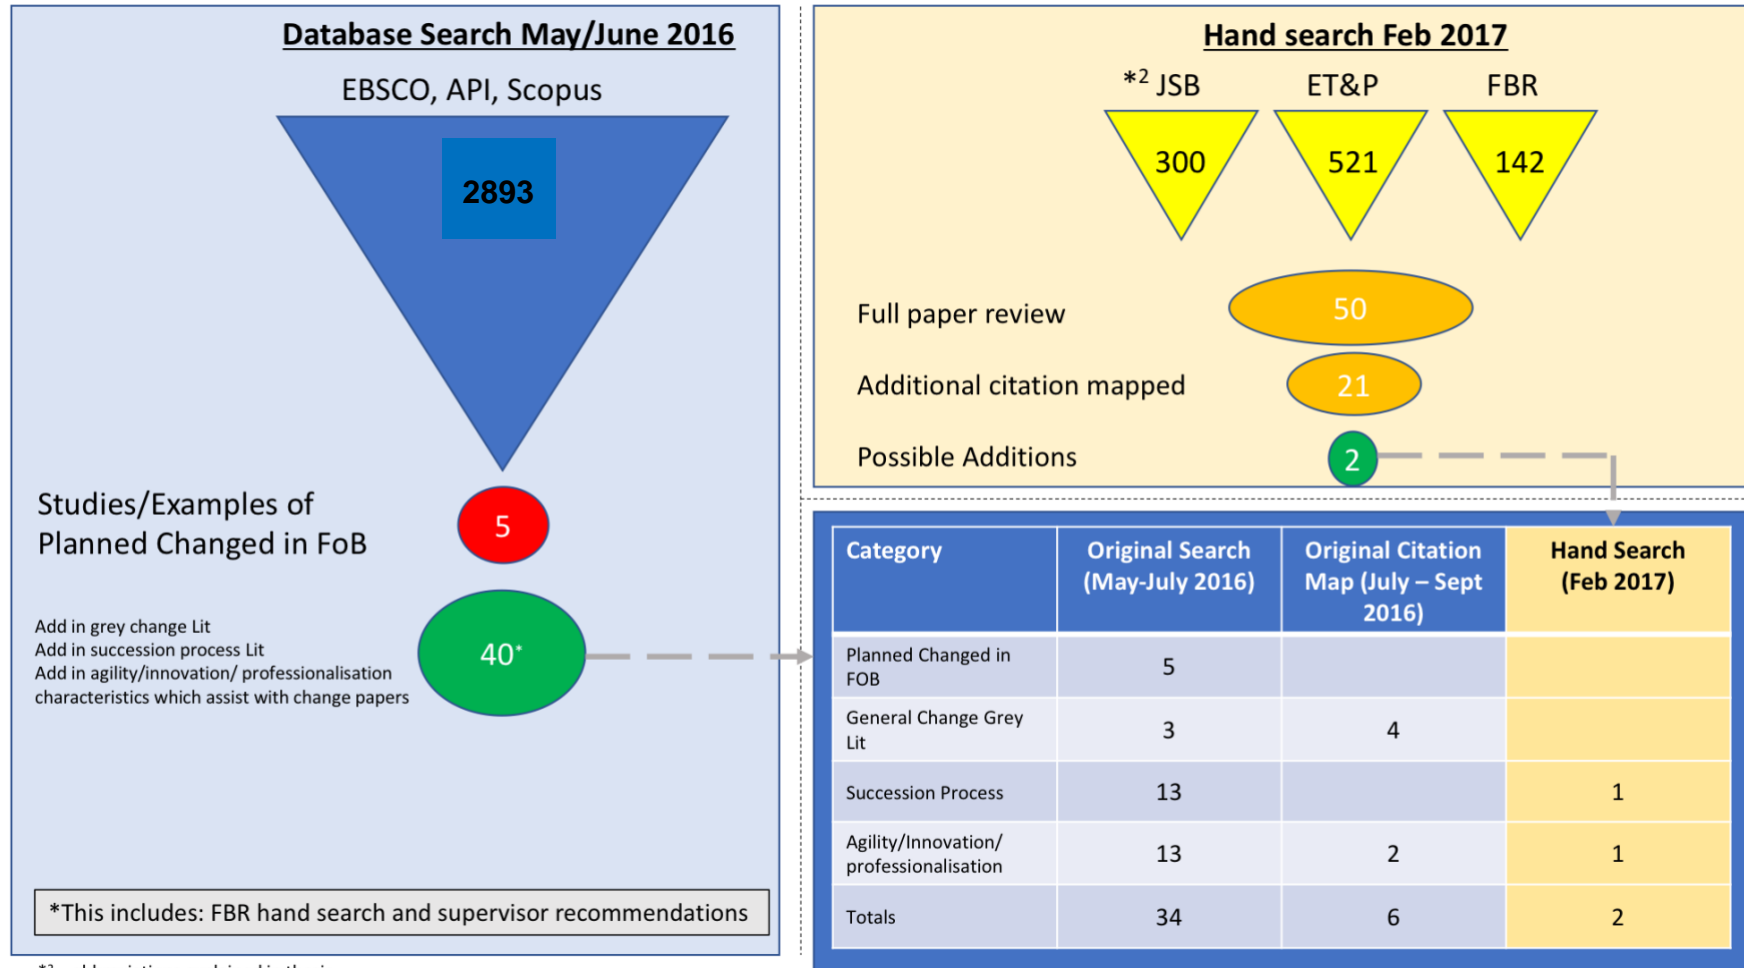 Database Search May/June 2016
EBSCO, API, Scopus
2893
Studies/Examples of
Planned Changed in FoB
5
Add in grey change Lit
Add in succession process Lit
Add in agility/innovation/ professionalisation
characteristics which assist with change papers
40*
*This includes: FBR hand search and supervisor recommendations
Hand search Feb 2017
*2 JSB ET&P FBR
300 521 142
Full paper review 50
Additional citation mapped 21
Possible Additions 2
Category Original Search Original Citation Hand Search
(May-July 2016) Map (July – Sept (Feb 2017)
2016)
Planned Changed in
FOB 5
General Change Grey
Lit 3 4
Succession Process 13 1
Agility/Innovation/
professionalisation 13 2 1
Totals 34 6 2